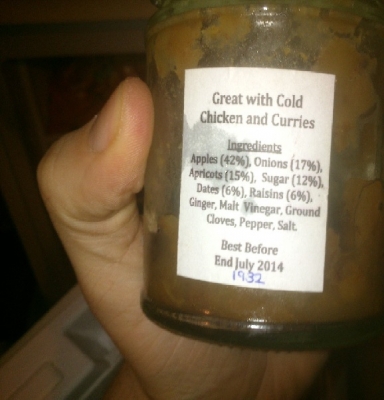 Great with Cold
Chicken and Curries
Ingredients
Apples (42%), Onions (17%),
Apricots (15%), Sugar (12%),
Dates (6%), Raisins (6%),
Ginger, Malt Vinegar, Ground
Cloves, Pepper, Salt.
Best Before
End July 2014
1932